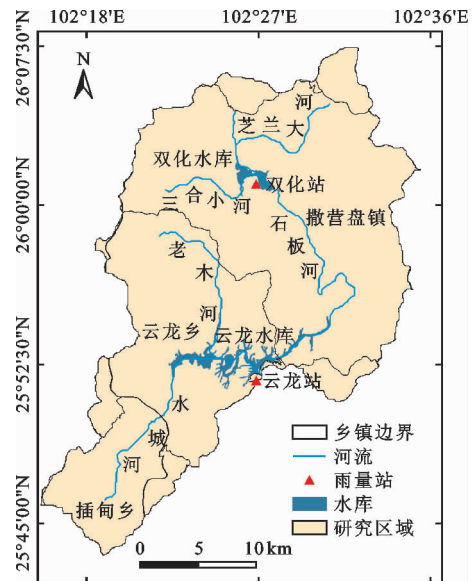 102°18′E
102°27′E
102°36′E
26°07′30″N
26°00′00″N
25°52′30″N
25°45′00″N
N
芝兰大河
双化水库
双化站
三合小河
撒营盘镇
石板河
老木河
云龙乡
云龙水库
云龙站
水城河
插甸乡
乡镇边界
河流
雨量站
水库
研究区域
0 5 10 km